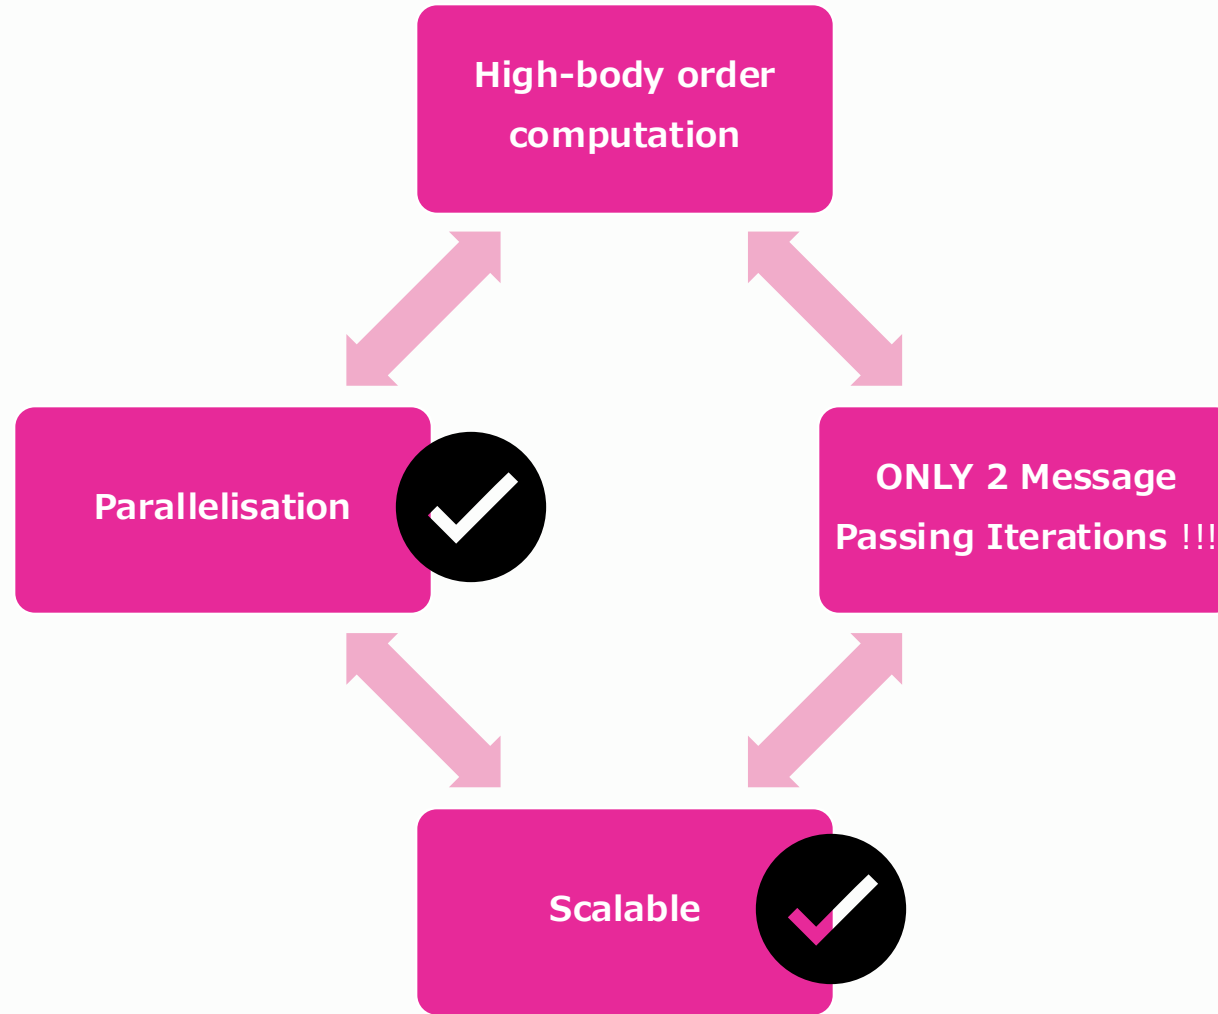 High-body order
computation
Parallelisation
ONLY 2 Message
Passing Iterations !!!
Scalable